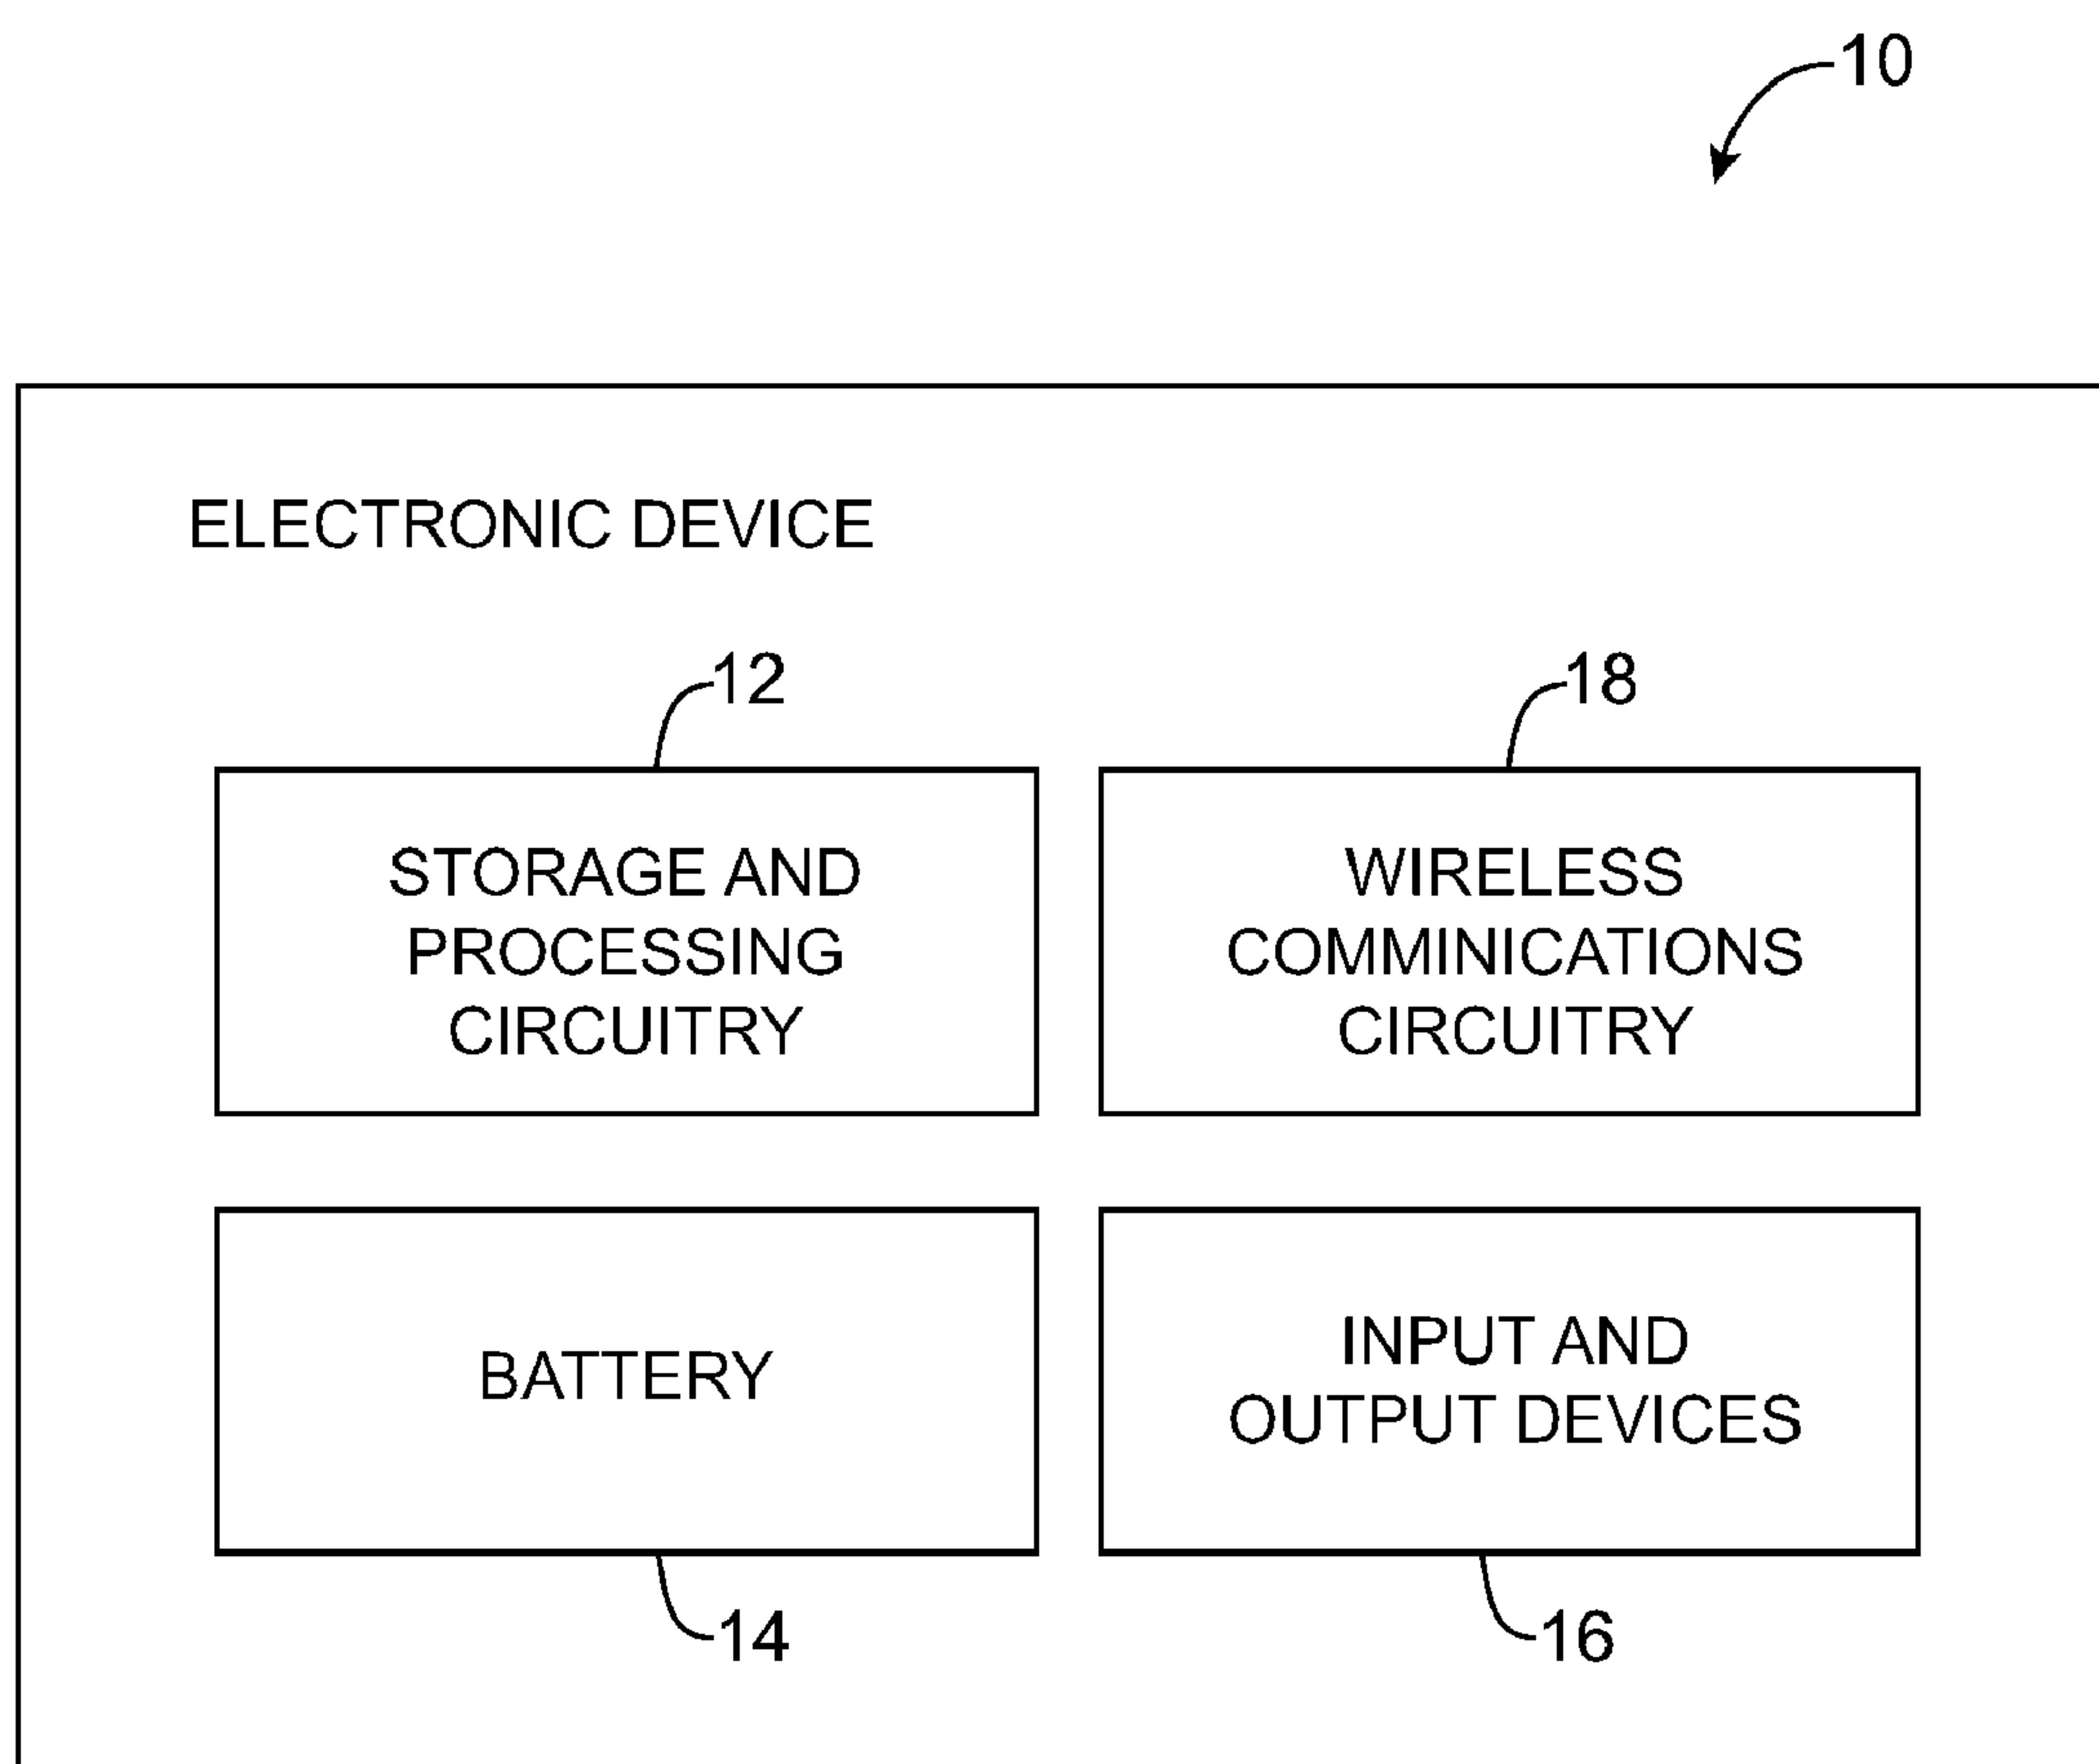 10
ELECTRONIC DEVICE
12
18
STORAGE AND
PROCESSING
CIRCUITRY
WIRELESS
COMMINICATIONS
CIRCUITRY
BATTERY
INPUT AND
OUTPUT DEVICES
14
16